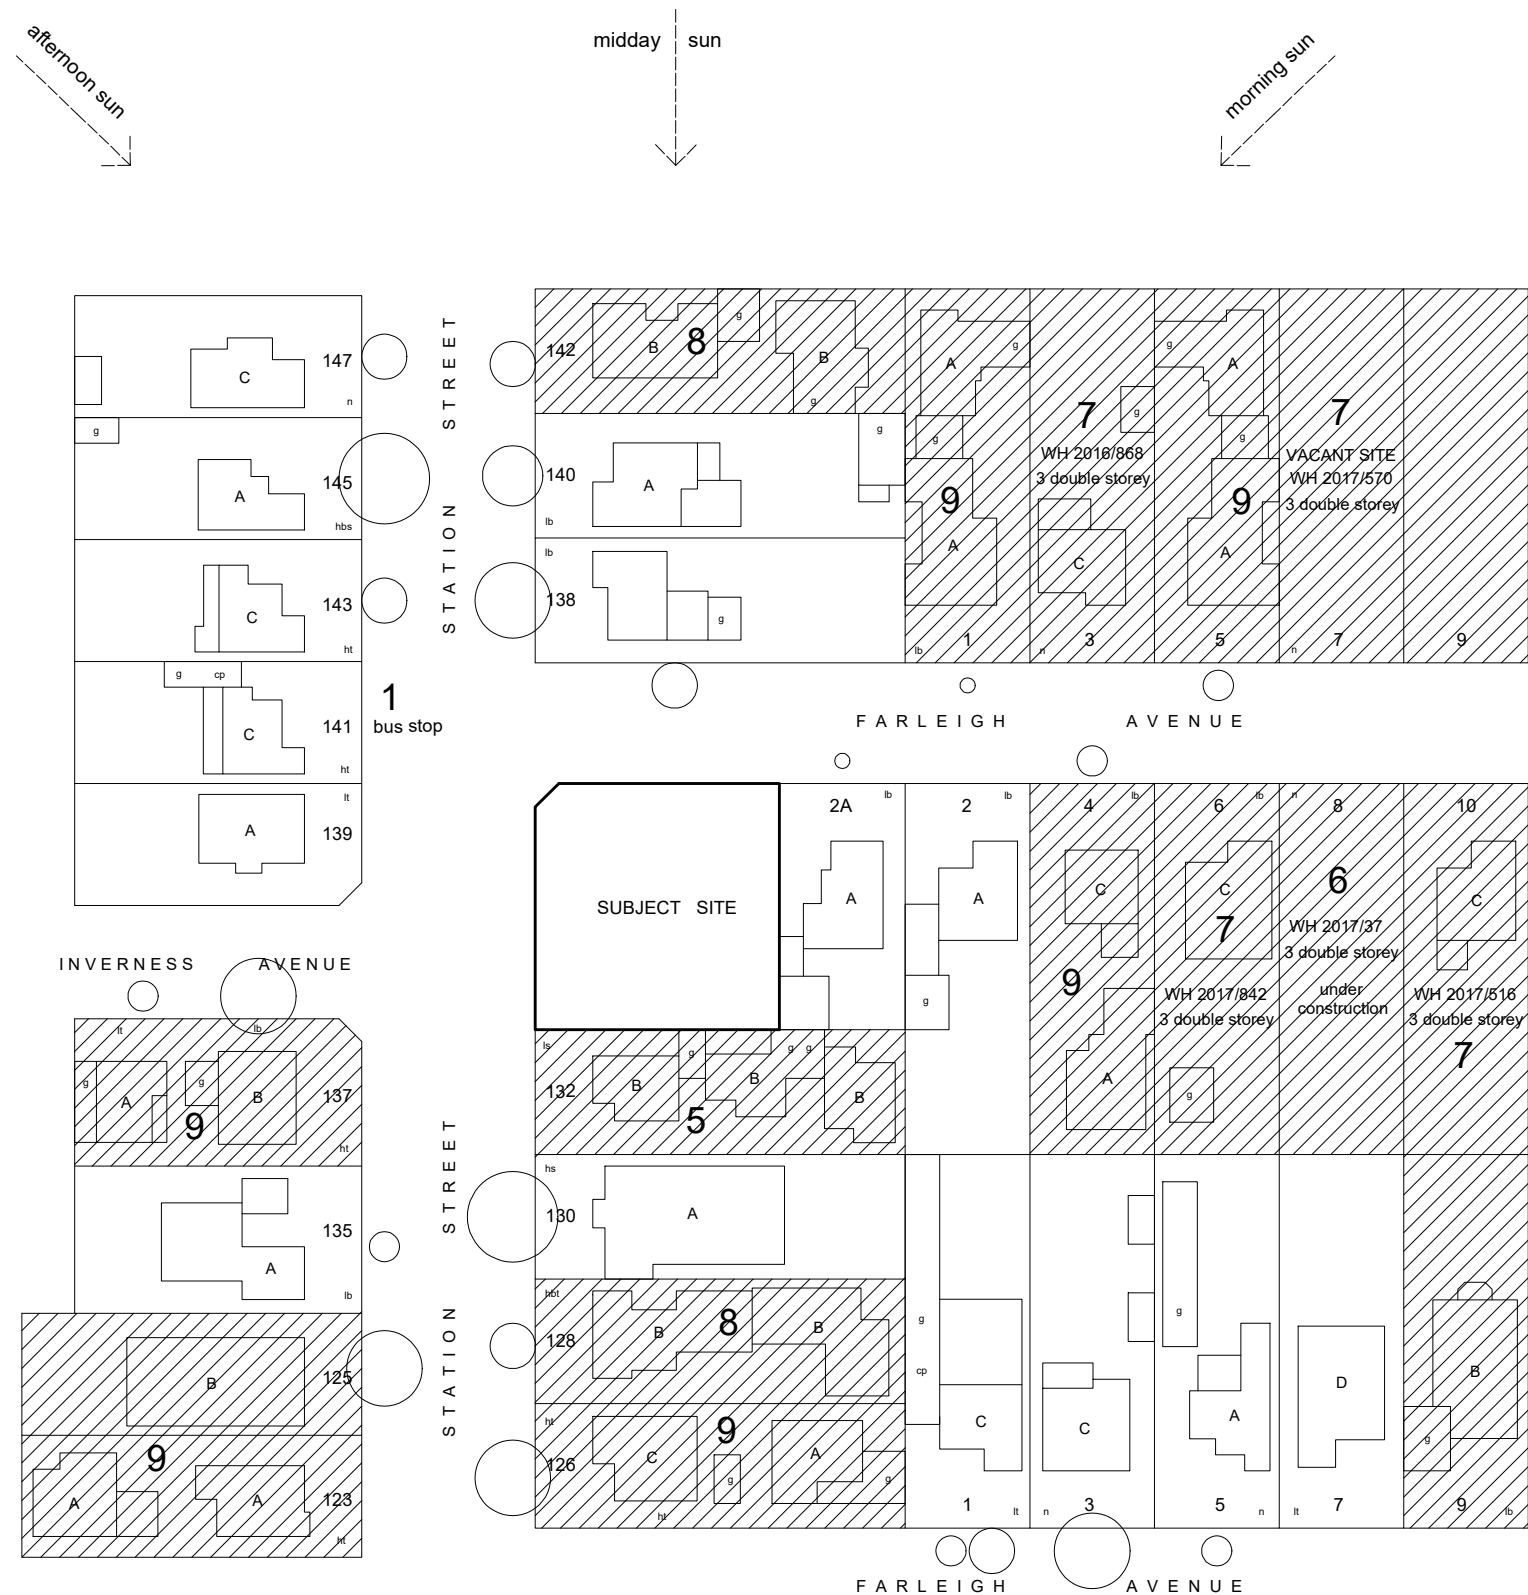 afternoon sun
midday sun
morning sun
147
C
n
g
145
A
hbs
143
C
ht
g cp
141
C
ht
1
bus stop
lt
139
A
STATION STREET
142
B
8
g
B
g
140
A
g
lb
lb
138
g
A
g
g
9
A
lb
1
7
g
WH 2016/868
3 double storey
C
n
3
g
A
g
9
A
5
7
VACANT SITE
WH 2017/570
3 double storey
n
7
9
FARLEIGH AVENUE
SUBJECT SITE
2A
lb
A
2
lb
A
g
4
lb
C
9
A
6
lb
C
7
WH 2017/842
3 double storey
g
n
8
6
WH 2017/37
3 double storey
under
construction
10
C
WH 2017/516
3 double storey
7
INVERNESS AVENUE
lt
lb
g
A
g
B
137
9
ht
135
A
lb
125
B
9
A
A
123
ht
STATION STREET
ls
132
B
g
B
g g
B
5
hs
130
A
hbt
128
B
8
B
ht
126
C
9
g
A
g
ht
g
cp
C
1
lt
C
n
3
g
A
5
n
D
lt
7
B
g
9
lb
FARLEIGH AVENUE